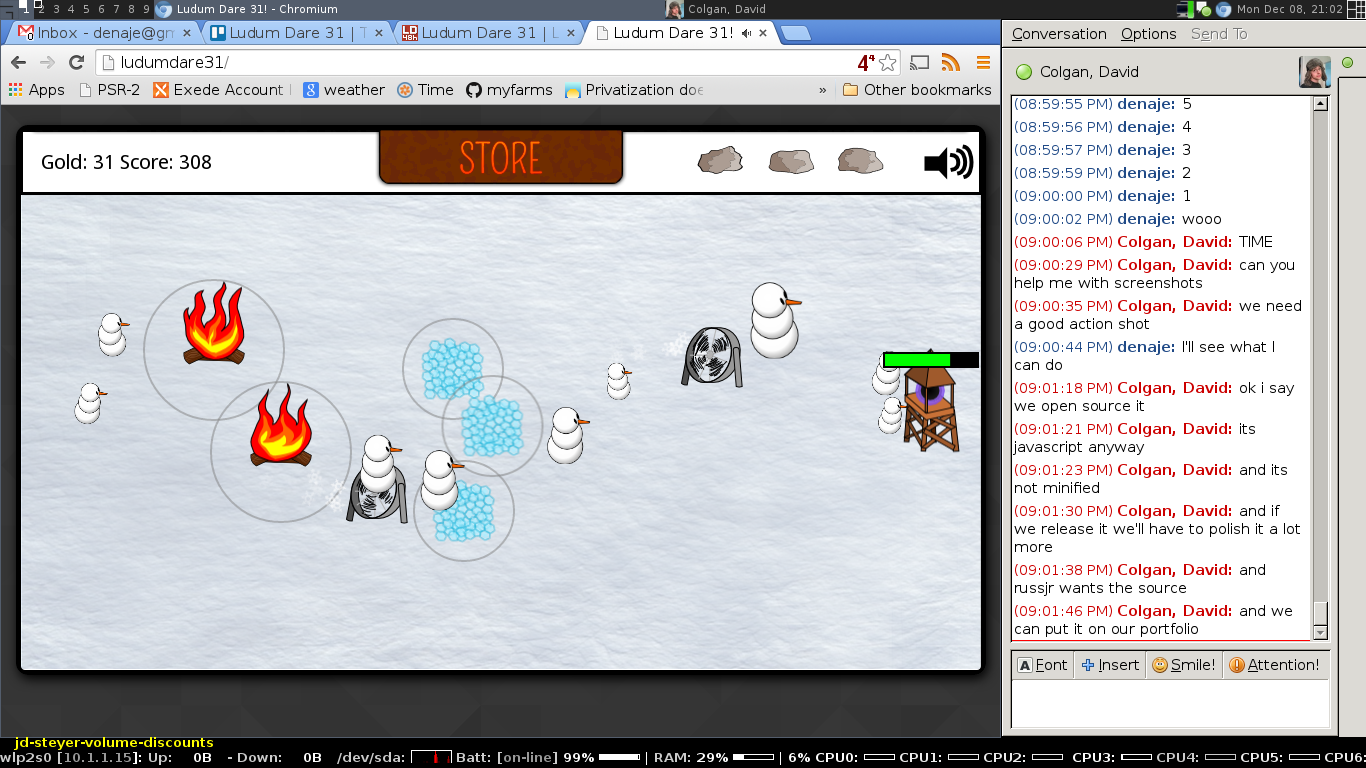 1 2 3 4 5 6 7 8 9
Ludum Dare 31! - Chromium
Colgan, David
Mon Dec 08, 21:02
Inbox - denaje@gm
Ludum Dare 31 | T
Ludum Dare 31 | L
Ludum Dare 31!
ludumdare31/
4⁴
Apps
PSR-2
Exede Account
weather
Time
myfarms
Privatization doe
»
Other bookmarks
Gold: 31 Score: 308
STORE
Conversation Options Send To
Colgan, David
(08:59:55 PM) denaje: 5
(08:59:56 PM) denaje: 4
(08:59:57 PM) denaje: 3
(08:59:59 PM) denaje: 2
(09:00:00 PM) denaje: 1
(09:00:02 PM) denaje: wooo
(09:00:06 PM) Colgan, David: TIME
(09:00:29 PM) Colgan, David: can you
help me with screenshots
(09:00:35 PM) Colgan, David: we need
a good action shot
(09:00:44 PM) denaje: I'll see what I
can do
(09:01:18 PM) Colgan, David: ok i say
we open source it
(09:01:21 PM) Colgan, David: its
javascript anyway
(09:01:23 PM) Colgan, David: and its
not minified
(09:01:30 PM) Colgan, David: and if
we release it we'll have to polish it a lot
more
(09:01:38 PM) Colgan, David: and
russjr wants the source
(09:01:46 PM) Colgan, David: and we
can put it on our portfolio
Font Insert Smile! Attention!
jd-steyer-volume-discounts
wlp2s0 [10.1.1.15]: Up: 0B - Down: 0B /dev/sda: Batt: [on-line] 99% | RAM: 29% | 6% CPU0: CPU1: CPU2: CPU3: CPU4: CPU5: CPU6: